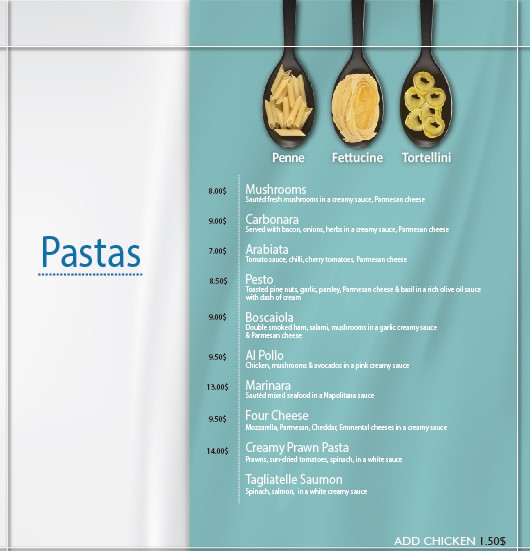 Penne Fettucine Tortellini
Pastas
8.00$ Mushrooms
Sautéd fresh mushrooms in a creamy sauce, Parmesan cheese
9.00$ Carbonara
Served with bacon, onions, herbs in a creamy sauce, Parmesan cheese
7.00$ Arabiata
Tomato sauce, chilli, cherry tomatoes, Parmesan cheese
8.50$ Pesto
Toasted pine nuts, garlic, parsley, Parmesan cheese & basil in a rich olive oil sauce
with dash of cream
9.00$ Boscaiola
Double smoked ham, salami, mushrooms in a garlic creamy sauce
& Parmesan cheese
9.50$ Al Pollo
Chicken, mushrooms & avocados in a pink creamy sauce
13.00$ Marinara
Sautéd mixed seafood in a Napolitana sauce
9.50$ Four Cheese
Mozzarella, Parmesan, Cheddar, Emmental cheeses in a creamy sauce
14.00$ Creamy Prawn Pasta
Prawns, sun-dried tomatoes, spinach, in a white sauce
Tagliatelle Saumon
Spinach, salmon, in a white creamy sauce
ADD CHICKEN 1.50$